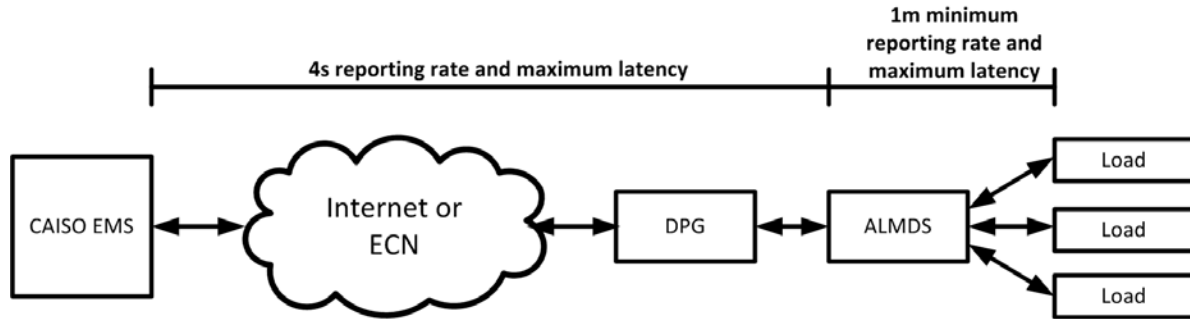 1m minimum
reporting rate and
maximum latency
4s reporting rate and maximum latency
CAISO EMS
Internet or
ECN
DPG
ALMDS
Load
Load
Load